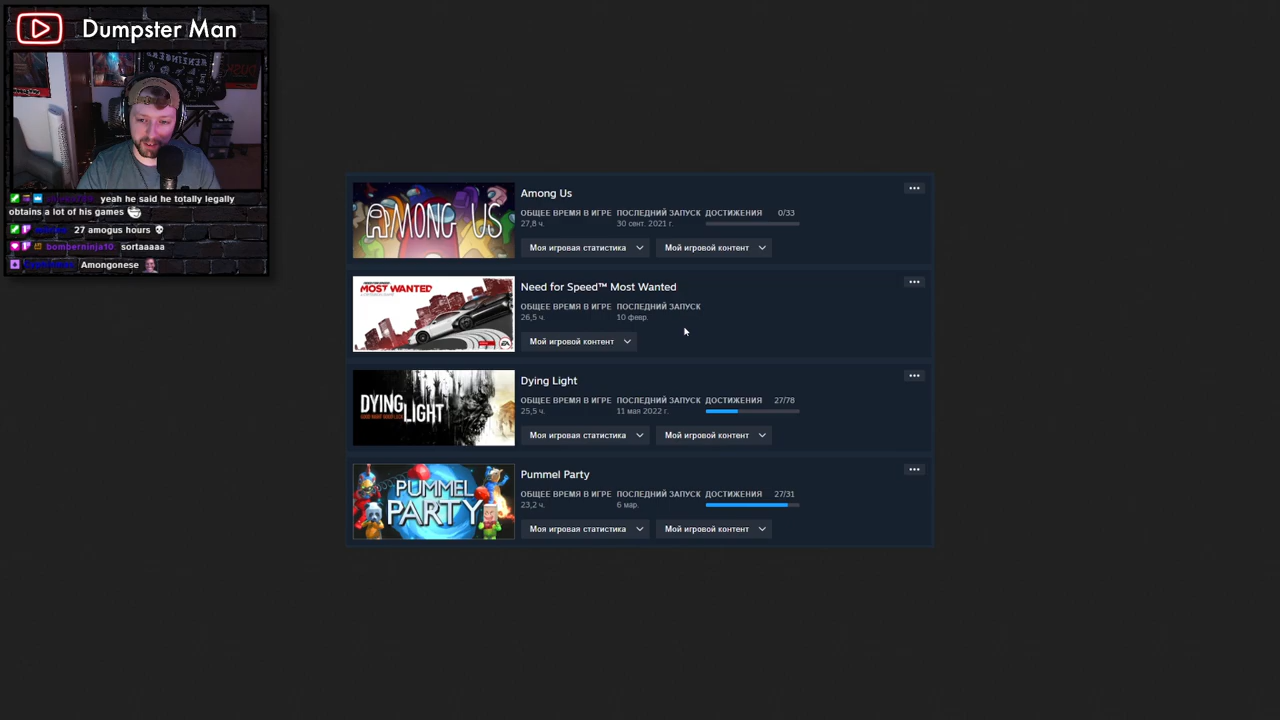 Dumpster Man
yeah he said he totally legally
obtains a lot of his games
27 amogus hours
bomberninja10 sortaaaaa
Amongonese
AMONG US
Among Us
ОБЩЕЕ ВРЕМЯ В ИГРЕ ПОСЛЕДНИЙ ЗАПУСК ДОСТИЖЕНИЯ 0/33
27,8 ч. 30 сент. 2021 г.
Моя игровая статистика Мой игровой контент
MOST WANTED
Need for Speed™ Most Wanted
ОБЩЕЕ ВРЕМЯ В ИГРЕ ПОСЛЕДНИЙ ЗАПУСК
26,5 ч. 10 февр.
Мой игровой контент
DYING LIGHT
Dying Light
ОБЩЕЕ ВРЕМЯ В ИГРЕ ПОСЛЕДНИЙ ЗАПУСК ДОСТИЖЕНИЯ 27/78
25,5 ч. 11 мая 2022 г.
Моя игровая статистика Мой игровой контент
PUMMEL
PARTY
Pummel Party
ОБЩЕЕ ВРЕМЯ В ИГРЕ ПОСЛЕДНИЙ ЗАПУСК ДОСТИЖЕНИЯ 27/31
23,2 ч. 6 мар.
Моя игровая статистика Мой игровой контент